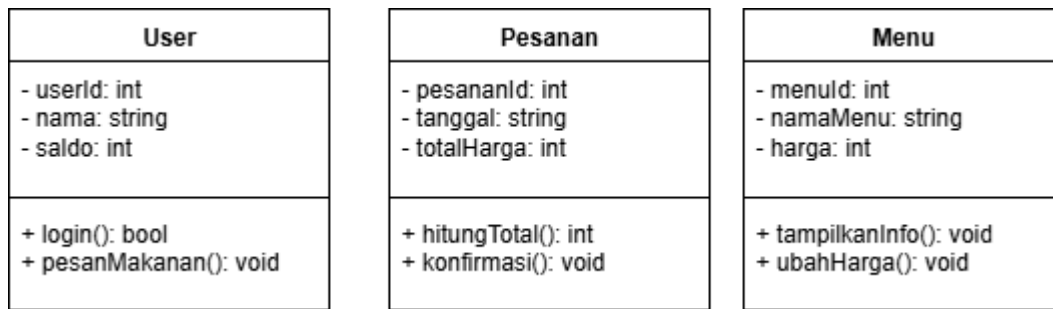 User
- userId: int
- nama: string
- saldo: int
+ login(): bool
+ pesanMakanan(): void
Pesanan
- pesananId: int
- tanggal: string
- totalHarga: int
+ hitungTotal(): int
+ konfirmasi(): void
Menu
- menuId: int
- namaMenu: string
- harga: int
+ tampilkanInfo(): void
+ ubahHarga(): void